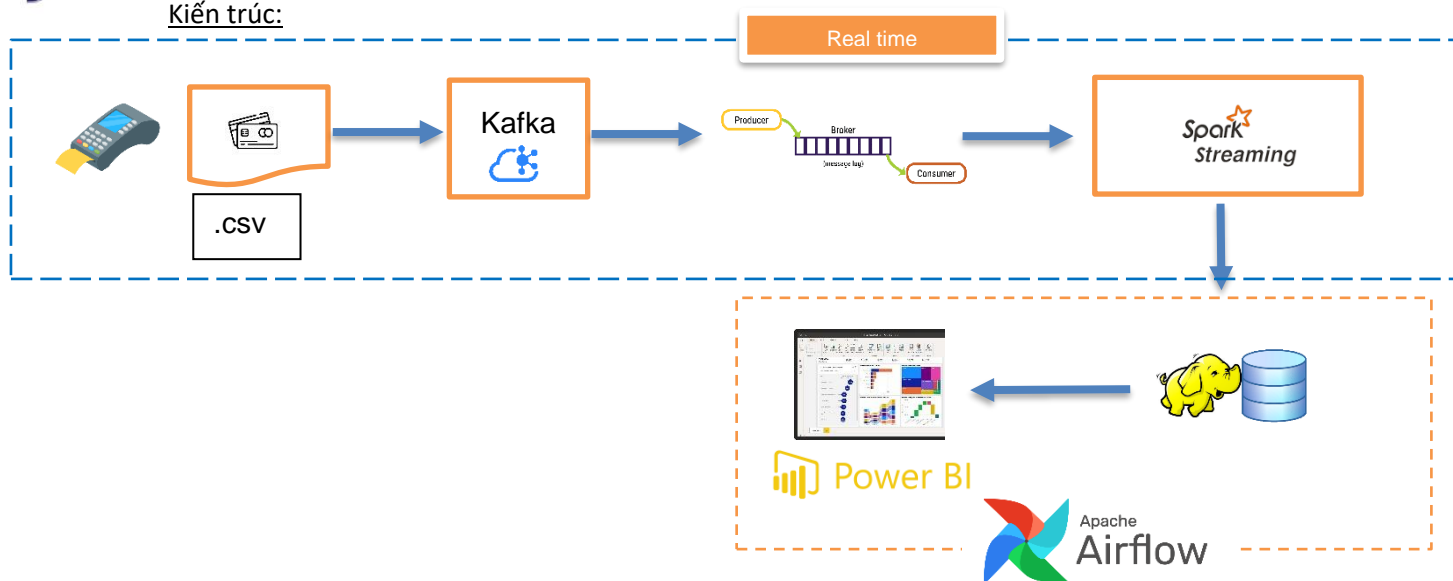 Kiến trúc:
Real time
.csv
Kafka
Producer
Broker
(message log)
Consumer
Spark
Streaming
Power BI
Apache
Airflow